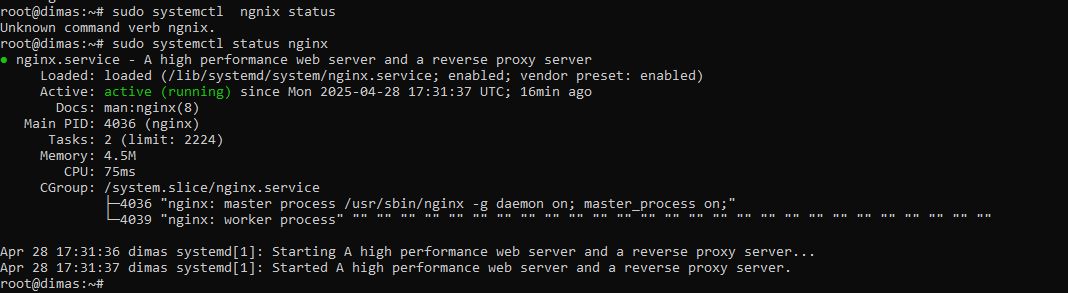 root@dimas:~# sudo systemctl  ngnix status
Unknown command verb ngnix.
root@dimas:~# sudo systemctl status nginx
● nginx.service - A high performance web server and a reverse proxy server
     Loaded: loaded (/lib/systemd/system/nginx.service; enabled; vendor preset: enabled)
     Active: active (running) since Mon 2025-04-28 17:31:37 UTC; 16min ago
       Docs: man:nginx(8)
   Main PID: 4036 (nginx)
      Tasks: 2 (limit: 2224)
     Memory: 4.5M
        CPU: 75ms
     CGroup: /system.slice/nginx.service
             ├─4036 "nginx: master process /usr/sbin/nginx -g daemon on; master_process on;"
             └─4039 "nginx: worker process" "" "" "" "" "" "" "" "" "" "" "" "" "" "" "" "" "" "" "" "" "" "" "" "" "" "" ""

Apr 28 17:31:36 dimas systemd[1]: Starting A high performance web server and a reverse proxy server...
Apr 28 17:31:37 dimas systemd[1]: Started A high performance web server and a reverse proxy server.
root@dimas:~#